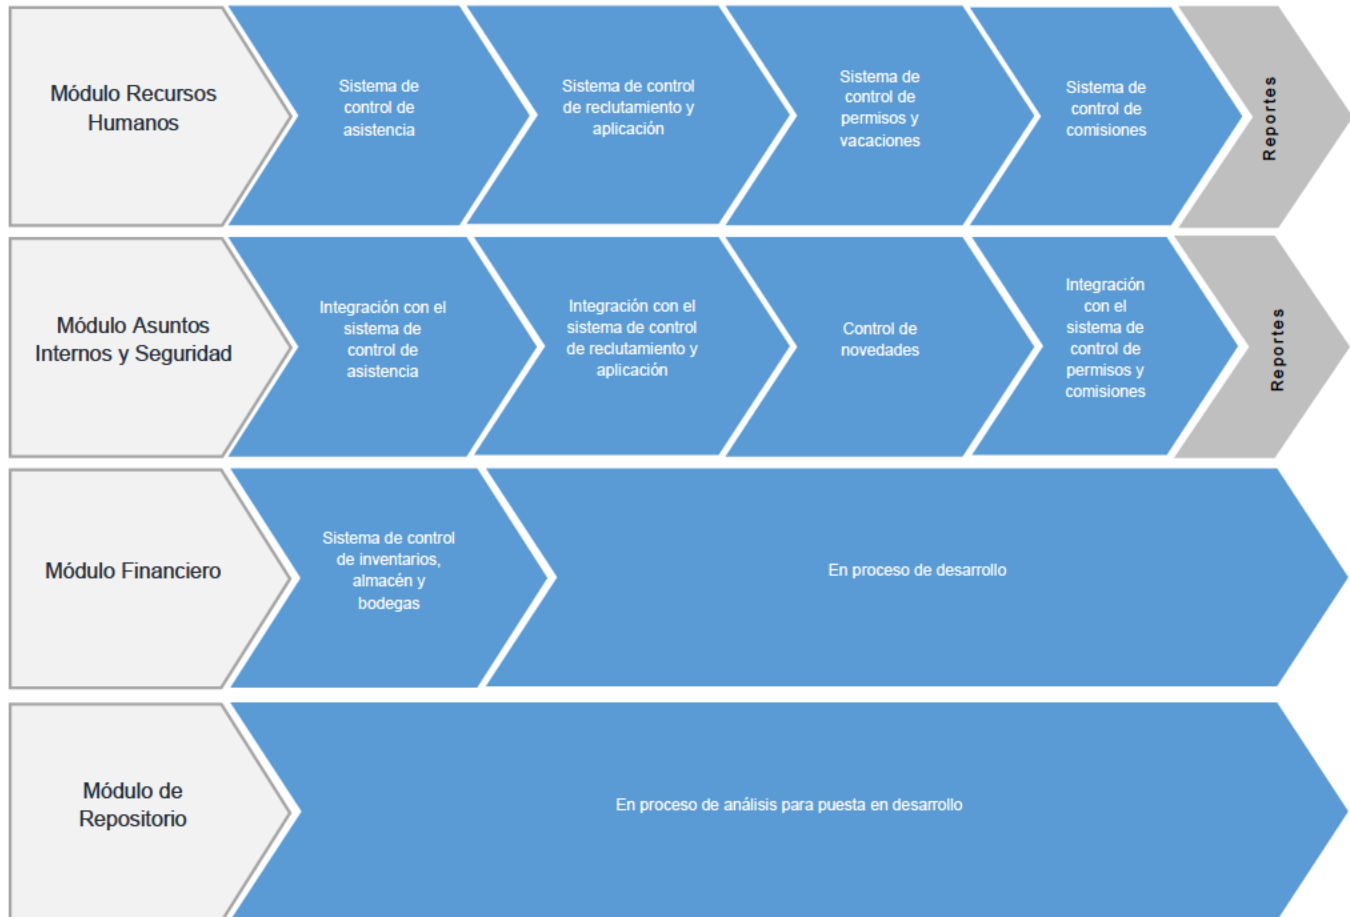 Módulo Recursos
Humanos
Sistema de
control de
asistencia
Sistema de control
de reclutamiento y
aplicación
Sistema de
control de
permisos y
vacaciones
Sistema de
control de
comisiones
Reportes
Módulo Asuntos
Internos y Seguridad
Integración con el
sistema de
control de
asistencia
Integración con el
sistema de control
de reclutamiento y
aplicación
Control de
novedades
Integración
con el
sistema de
control de
permisos y
comisiones
Reportes
Módulo Financiero
Sistema de control
de inventarios,
almacén y
bodegas
En proceso de desarrollo
Módulo de
Repositorio
En proceso de análisis para puesta en desarrollo